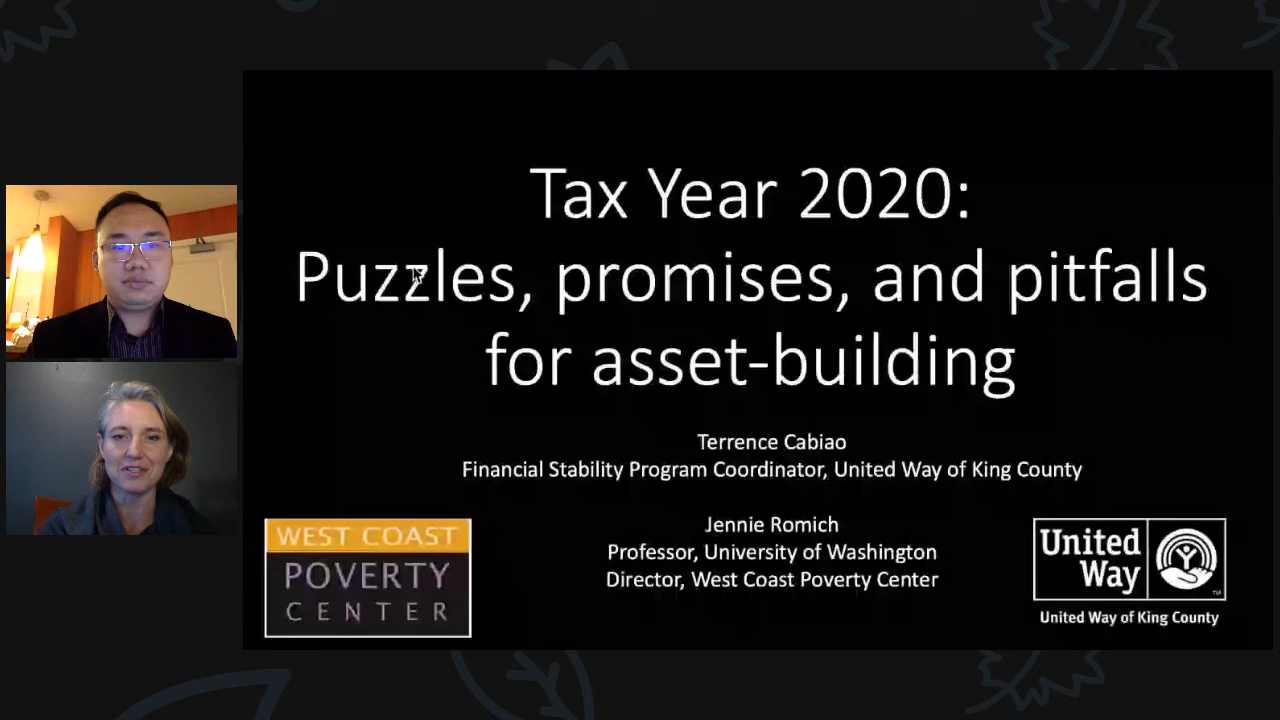 Tax Year 2020:
Puzzles, promises, and pitfalls
for asset-building
Terrence Cabiao
Financial Stability Program Coordinator, United Way of King County
Jennie Romich
Professor, University of Washington
Director, West Coast Poverty Center
WEST COAST
POVERTY
CENTER
United
Way
TM
United Way of King County